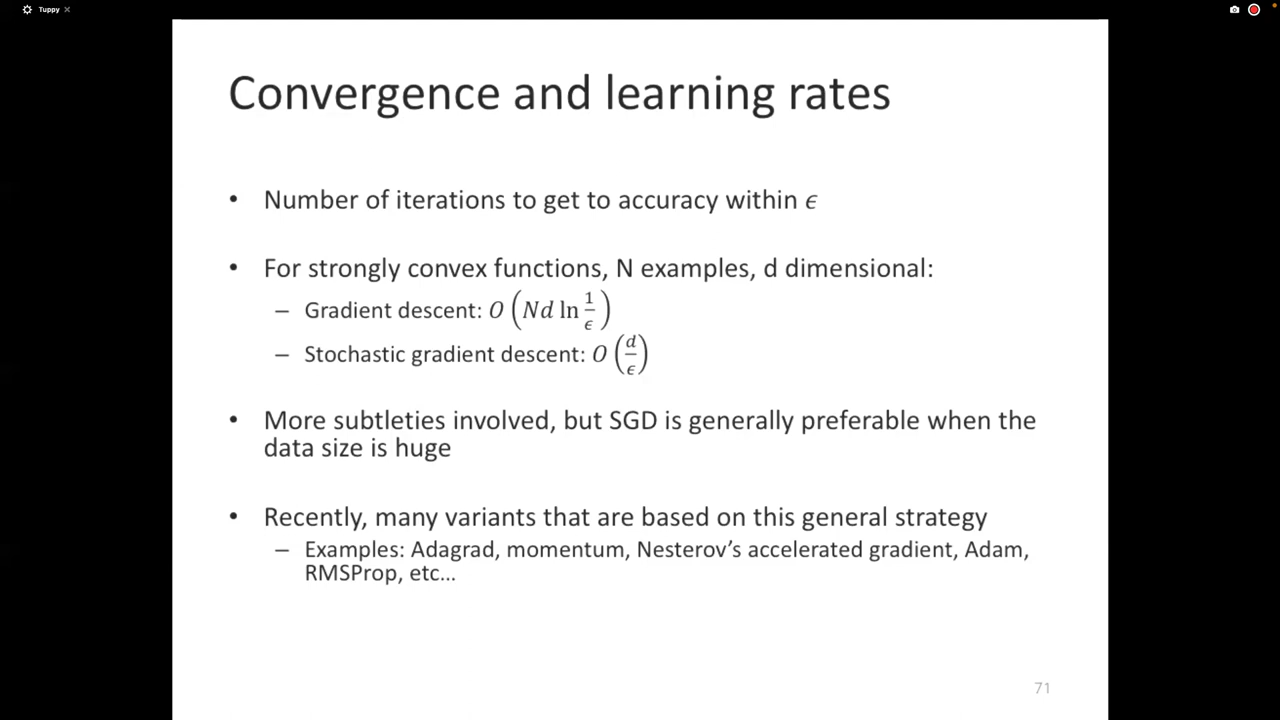 Tuppy
Convergence and learning rates
• Number of iterations to get to accuracy within ϵ
• For strongly convex functions, N examples, d dimensional:
– Gradient descent: O (Nd ln 1/ϵ)
– Stochastic gradient descent: O (d/ϵ)
• More subtleties involved, but SGD is generally preferable when the
data size is huge
• Recently, many variants that are based on this general strategy
– Examples: Adagrad, momentum, Nesterov’s accelerated gradient, Adam,
RMSProp, etc…
71